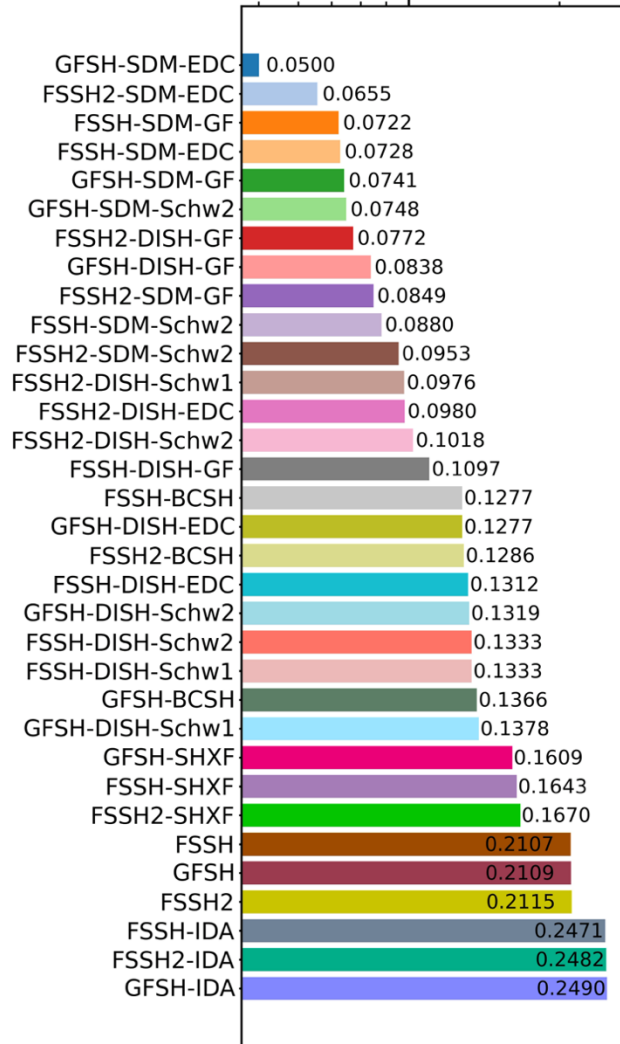 GFSH-SDM-EDC 0.0500
FSSH2-SDM-EDC 0.0655
FSSH-SDM-GF 0.0722
FSSH-SDM-EDC 0.0728
GFSH-SDM-GF 0.0741
GFSH-SDM-Schw2 0.0748
FSSH2-DISH-GF 0.0772
GFSH-DISH-GF 0.0838
FSSH2-SDM-GF 0.0849
FSSH-SDM-Schw2 0.0880
FSSH2-SDM-Schw2 0.0953
FSSH2-DISH-Schw1 0.0976
FSSH2-DISH-EDC 0.0980
FSSH2-DISH-Schw2 0.1018
FSSH-DISH-GF 0.1097
FSSH-BCSH 0.1277
GFSH-DISH-EDC 0.1277
FSSH2-BCSH 0.1286
FSSH-DISH-EDC 0.1312
GFSH-DISH-Schw2 0.1319
FSSH-DISH-Schw2 0.1333
FSSH-DISH-Schw1 0.1333
GFSH-BCSH 0.1366
GFSH-DISH-Schw1 0.1378
GFSH-SHXF 0.1609
FSSH-SHXF 0.1643
FSSH2-SHXF 0.1670
FSSH 0.2107
GFSH 0.2109
FSSH2 0.2115
FSSH-IDA 0.2471
FSSH2-IDA 0.2482
GFSH-IDA 0.2490